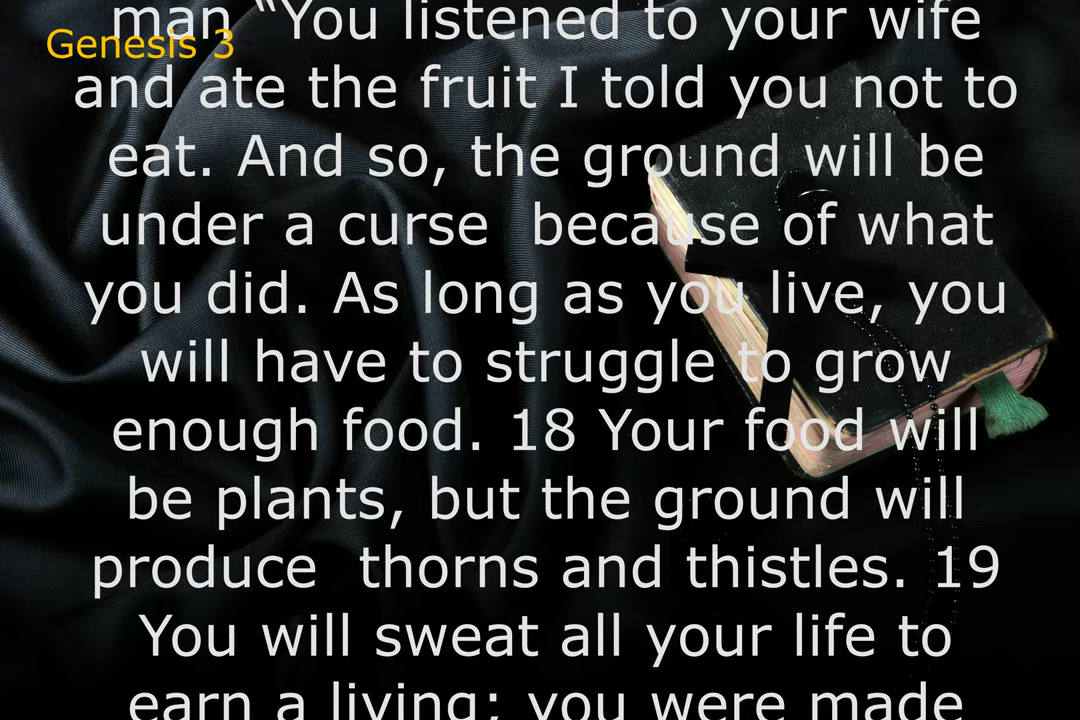 Genesis 3
man “You listened to your wife
and ate the fruit I told you not to
eat. And so, the ground will be
under a curse  because of what
you did. As long as you live, you
will have to struggle to grow
enough food. 18 Your food will
be plants, but the ground will
produce  thorns and thistles. 19
You will sweat all your life to
earn a living; you were made